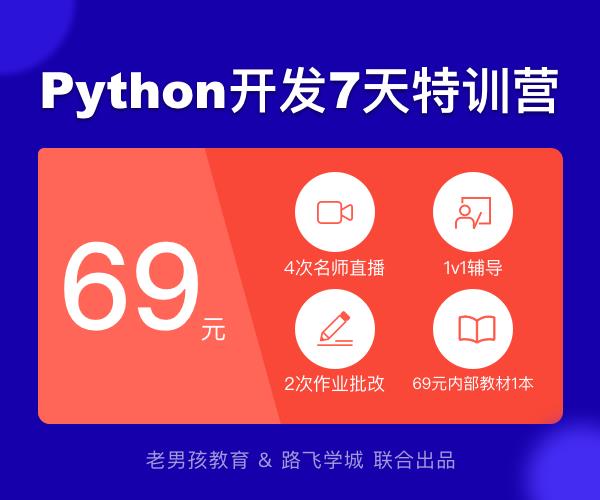 Python开发7天特训营
69元
4次名师直播
1v1辅导
2次作业批改
69元内部教材1本
老男孩教育 & 路飞学城 联合出品